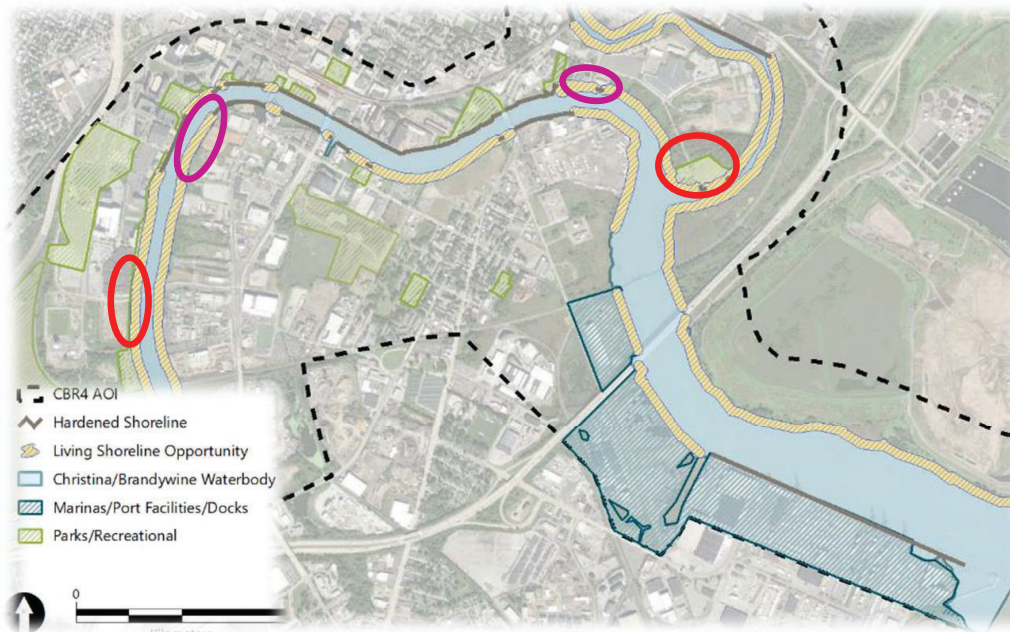 CBR4 AOI
Hardened Shoreline
Living Shoreline Opportunity
Christina/Brandywine Waterbody
Marinas/Port Facilities/Docks
Parks/Recreational
0